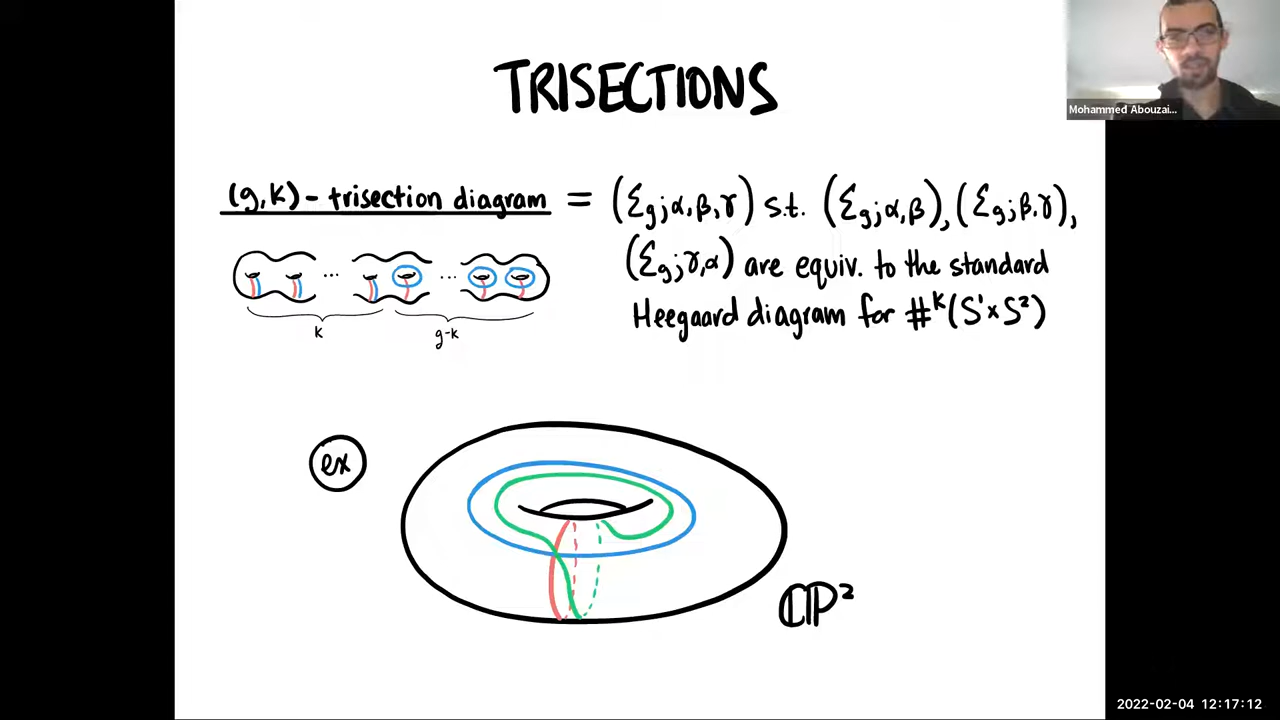 TRISECTIONS
Mohammed Abouzai...
(g,k)-trisection diagram = (Σg;α,β,γ) s.t. (Σg;α,β), (Σg;β,γ),
(Σg;γ,α) are equiv. to the standard
Heegaard diagram for #ᵏ(S¹×S²)
... ...
k g-k
ex
ℂP²
2022-02-04 12:17:12